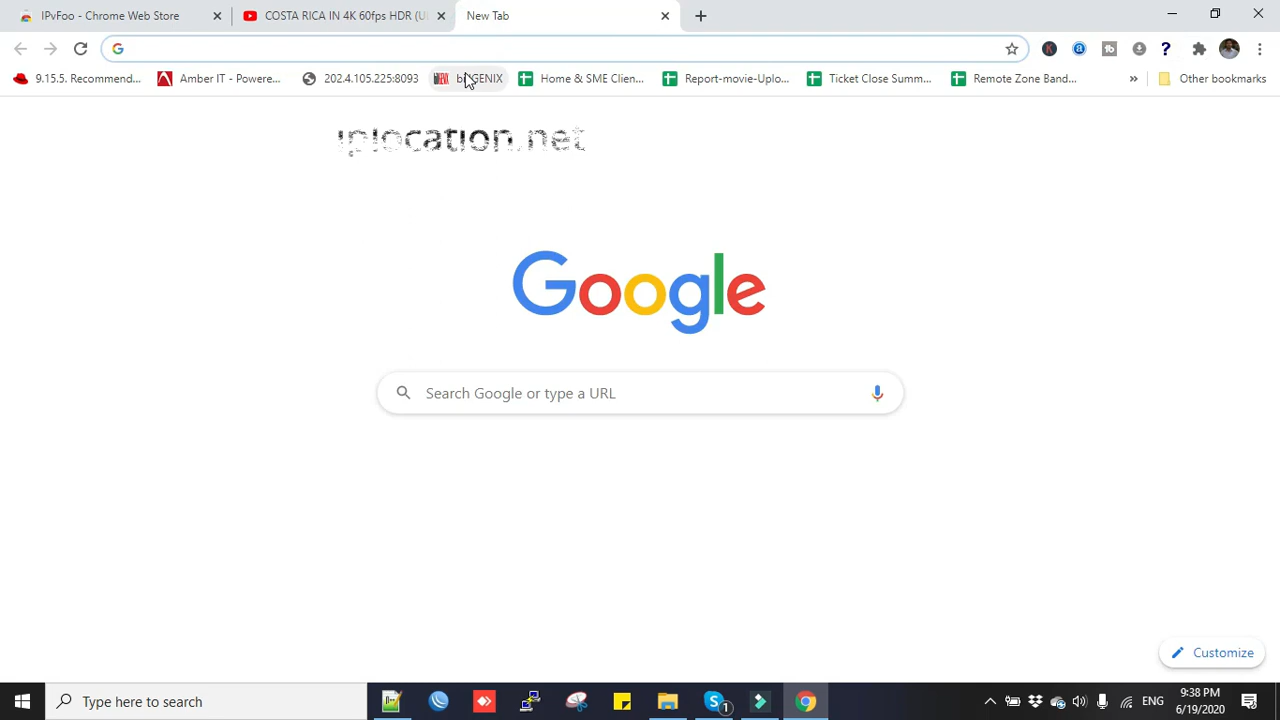 IPvFoo - Chrome Web Store
COSTA RICA IN 4K 60fps HDR (Ul
New Tab
9.15.5. Recommend...
Amber IT - Powere...
202.4.105.225:8093
GENIX
Home & SME Clien...
Report-movie-Uplo...
Ticket Close Summ...
Remote Zone Band...
»
Other bookmarks
iplocation.net
Google
Search Google or type a URL
Customize
Type here to search
1
ENG
9:38 PM
6/19/2020